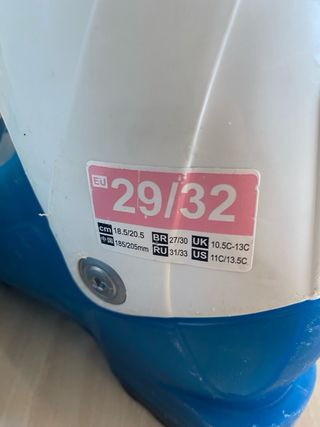 EU 29/32
cm 18.5/20.5 BR 27/30 UK 10.5C-13C
中国 185/205mm RU 31/33 US 11C/13.5C